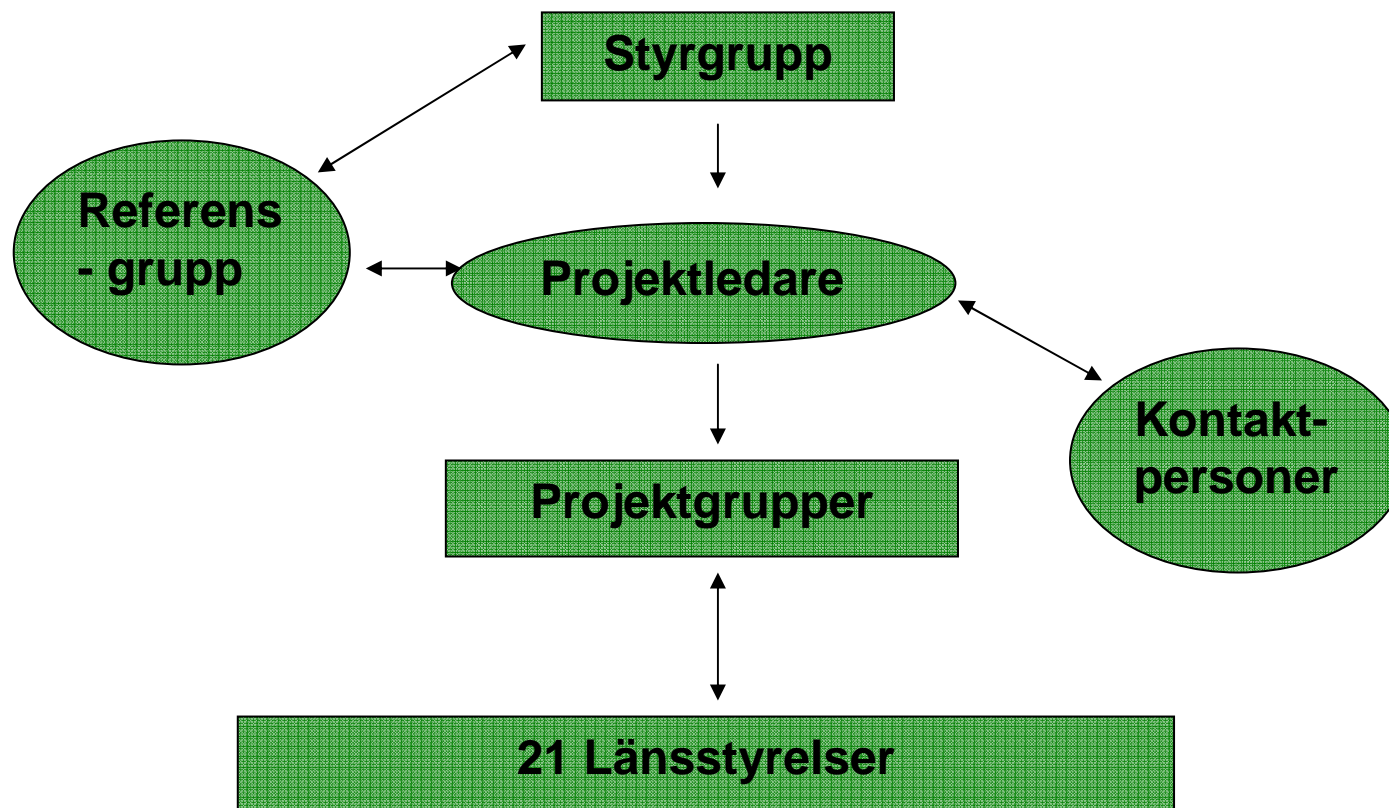 Styrgrupp
Referens
- grupp
Projektledare
Kontakt-
personer
Projektgrupper
21 Länsstyrelser